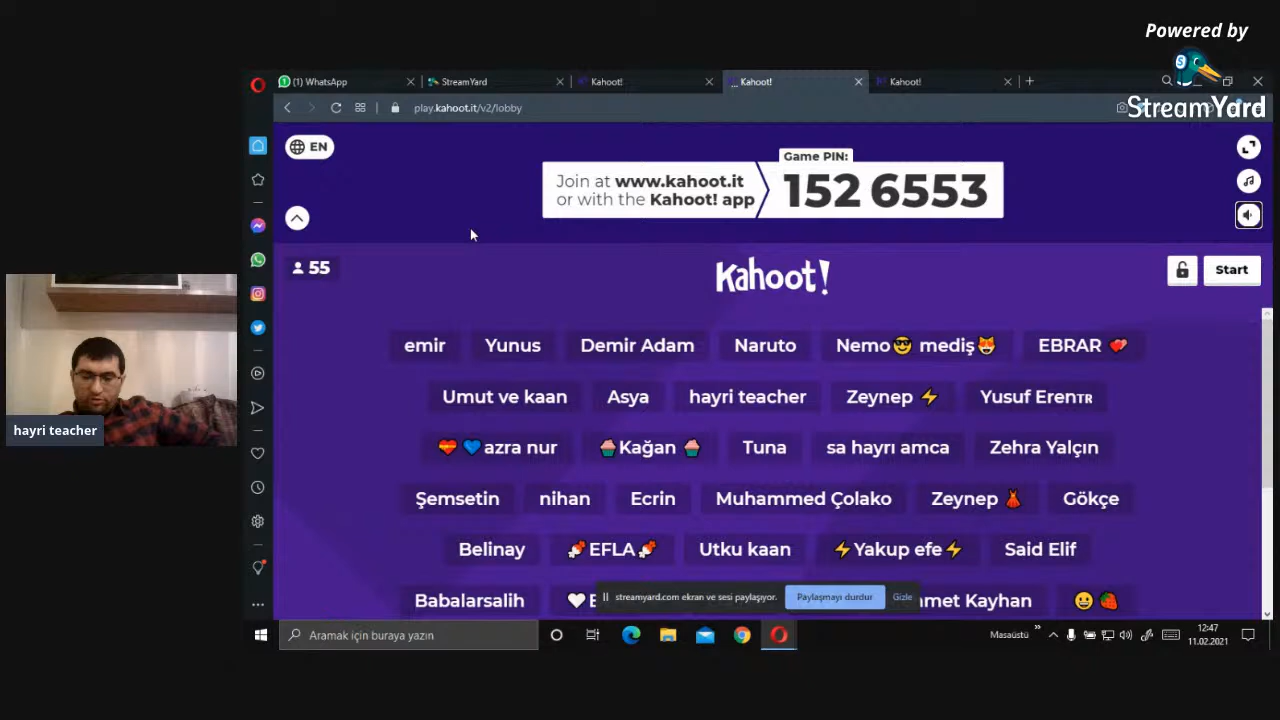 Powered by
StreamYard
(1) WhatsApp
StreamYard
Kahoot!
Kahoot!
Kahoot!
play.kahoot.it/v2/lobby
EN
Join at www.kahoot.it
or with the Kahoot! app
Game PIN:
152 6553
55
Kahoot!
Start
emir Yunus Demir Adam Naruto Nemo😎 mediş😻 EBRAR 💕
Umut ve kaan Asya hayri teacher Zeynep ⚡ Yusuf ErenTR
azra nur 🧁Kağan 🧁 Tuna sa hayrı amca Zehra Yalçın
Şemsetin nihan Ecrin Muhammed Çolako Zeynep 💃 Gökçe
Belinay EFLA Utku kaan ⚡Yakup efe⚡ Said Elif
Babalarsalih Kayhan 😀🍓
streamyard.com ekran ve sesi paylaşıyor. Paylaşmayı durdur Gizle
hayri teacher
Aramak için buraya yazın
Masaüstü
12:47
11.02.2021